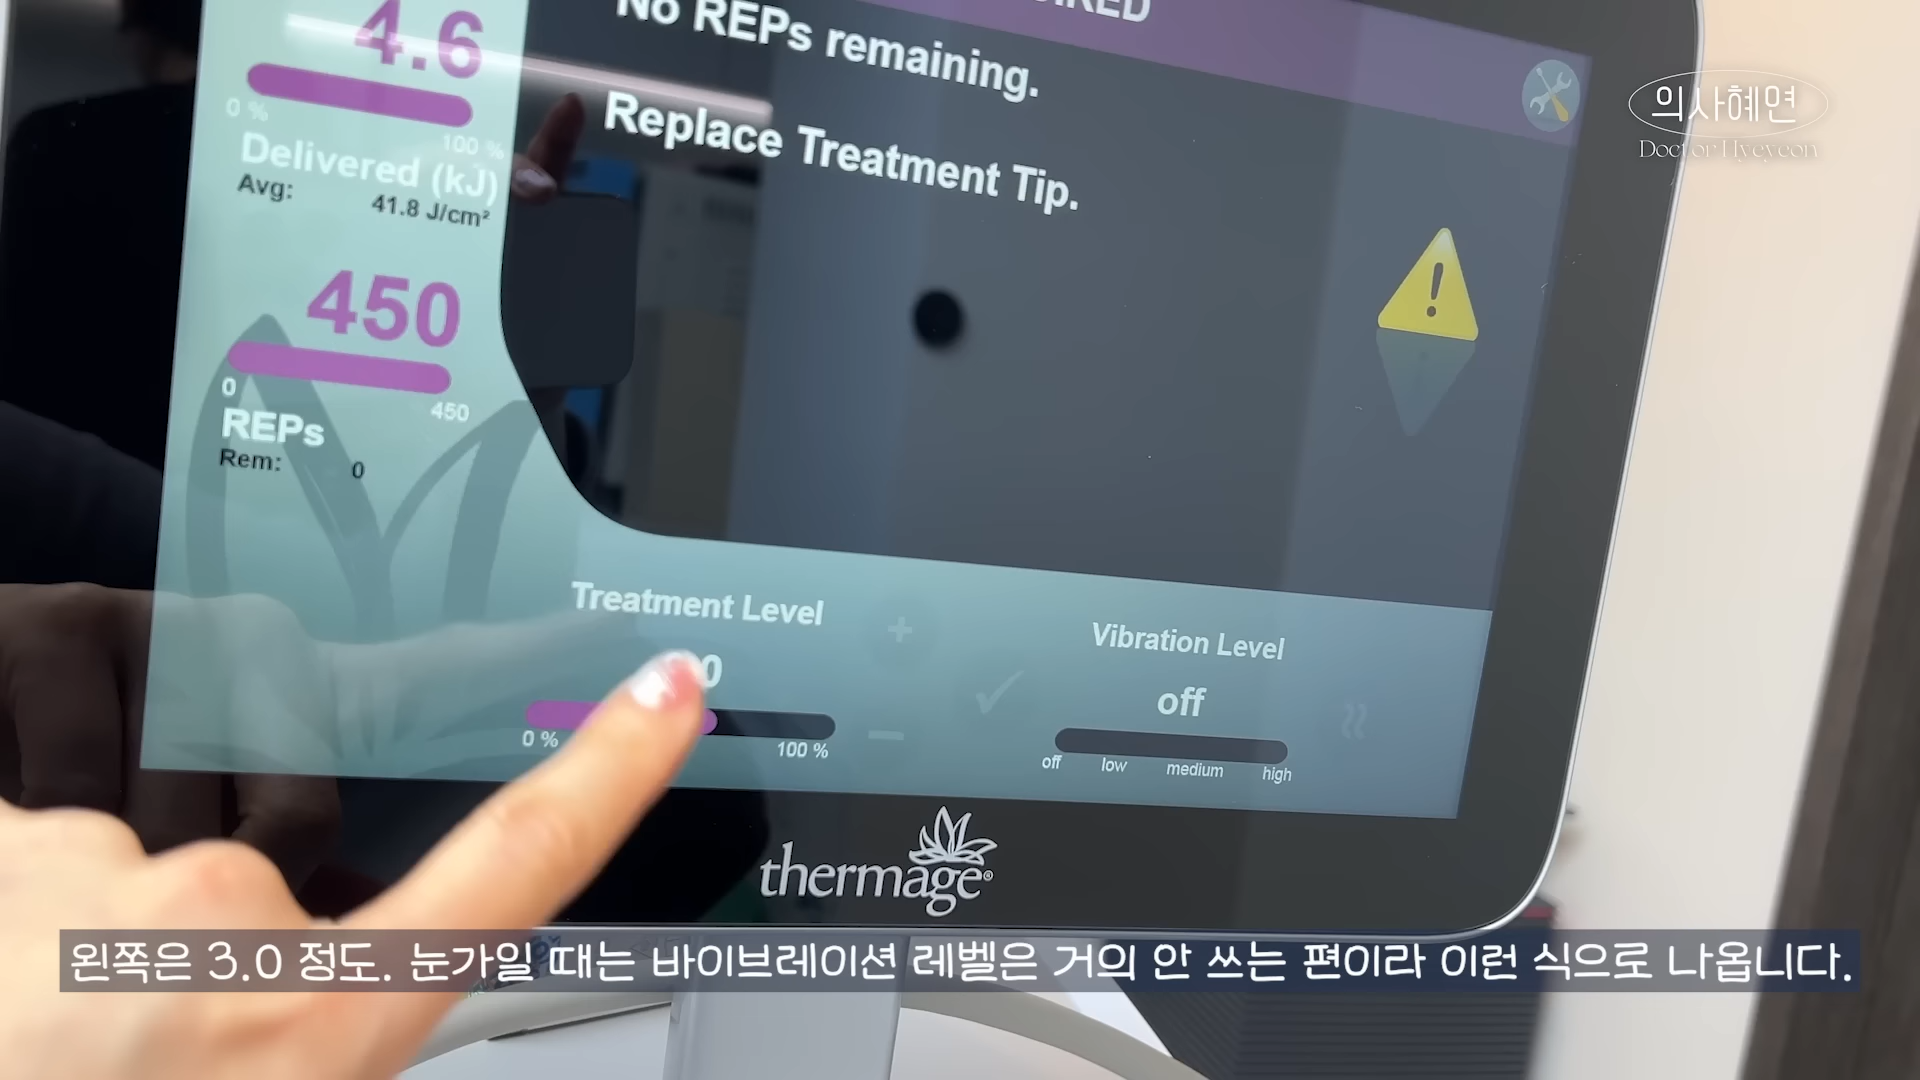 No REPs remaining.
Replace Treatment Tip.
4.6
0 %
100 %
Delivered (kJ)
Avg: 41.8 J/cm²
450
0
450
REPs
Rem: 0
Treatment Level
+
0 %
100 %
Vibration Level
off
off low medium high
thermage®
의사혜연
Doctor Hyeyeon
왼쪽은 3.0 정도. 눈가일 때는 바이브레이션 레벨은 거의 안 쓰는 편이라 이런 식으로 나옵니다.